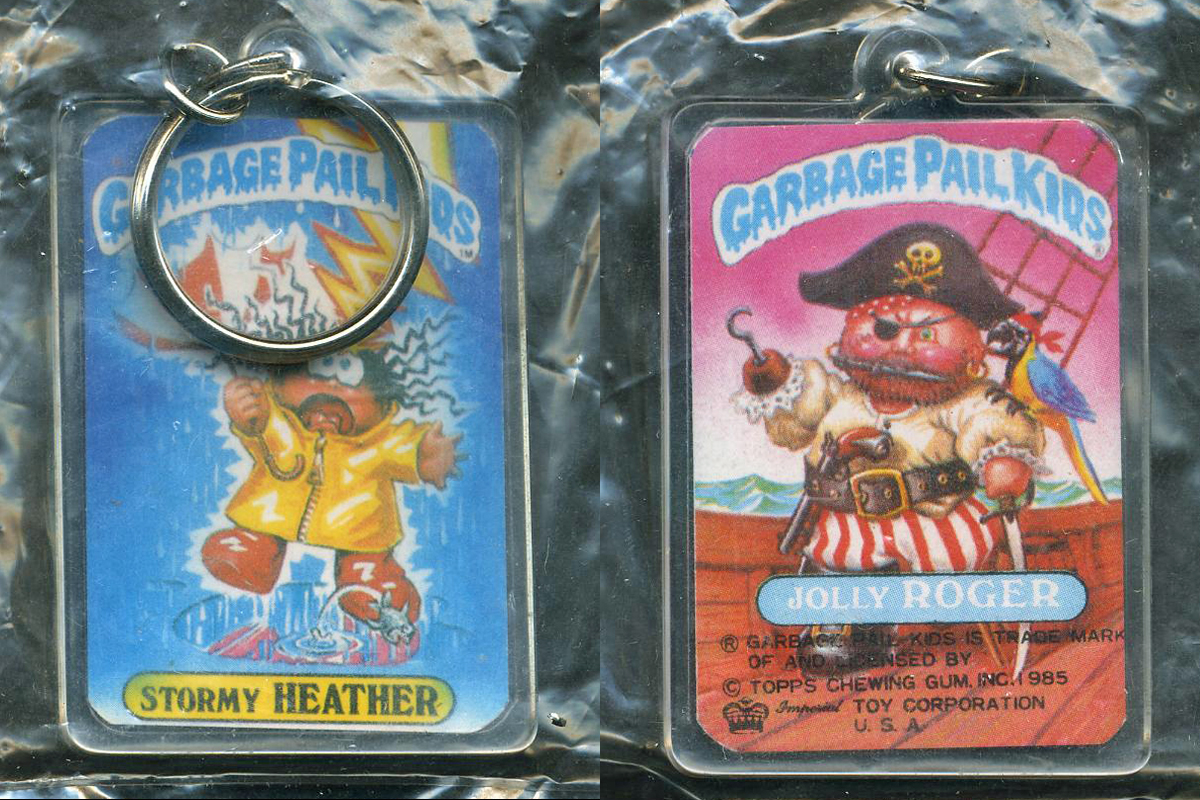 GARBAGE PAIL KIDS
TM
STORMY HEATHER
GARBAGE PAIL KIDS
®
JOLLY ROGER
® GARBAGE PAIL KIDS IS TRADE MARK
OF AND LICENSED BY
© TOPPS CHEWING GUM, INC. 1985
Imperial TOY CORPORATION
U. S. A.